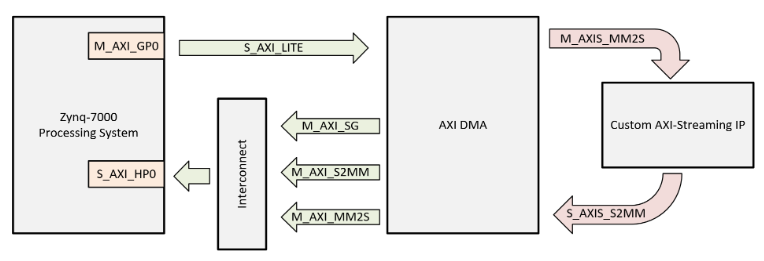 M_AXI_GP0
S_AXI_LITE
M_AXIS_MM2S
Zynq-7000
Processing System
S_AXI_HP0
Interconnect
M_AXI_SG
M_AXI_S2MM
M_AXI_MM2S
AXI DMA
Custom AXI-Streaming IP
S_AXIS_S2MM